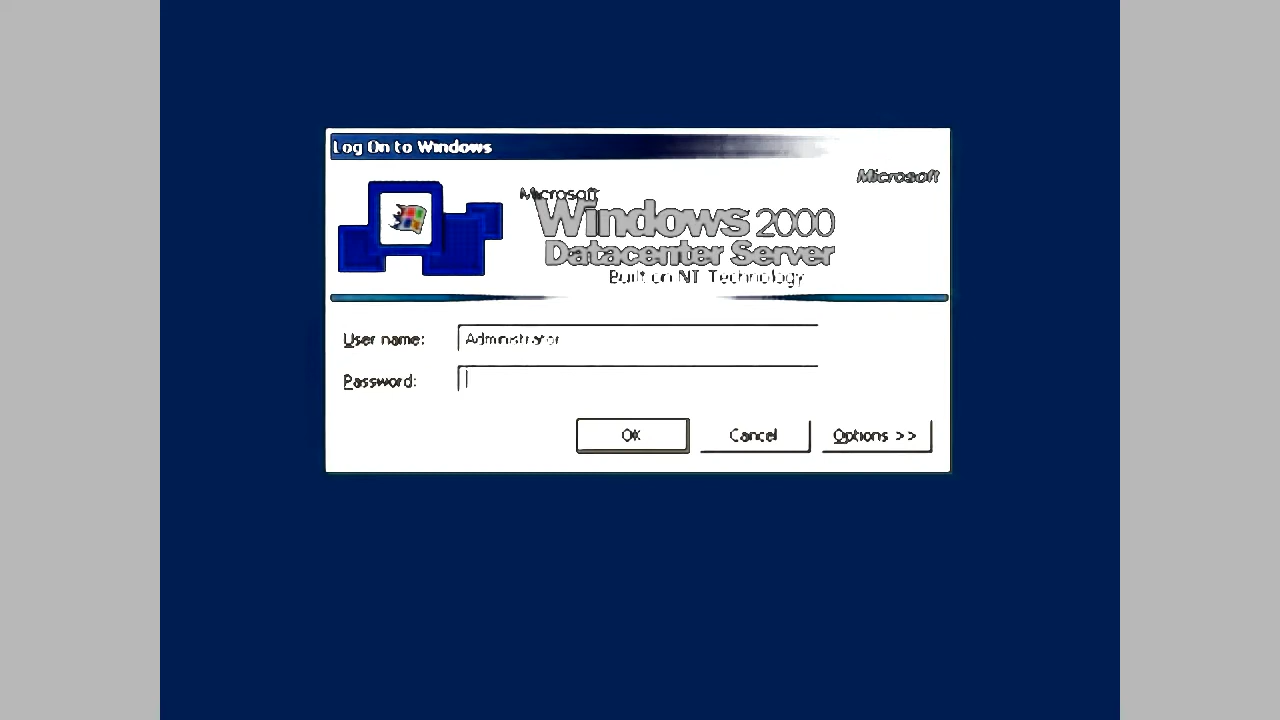 Log On to Windows
Microsoft
Microsoft
Windows 2000
Datacenter Server
Built on NT Technology
User name: Administrator
Password:
OK Cancel Options >>